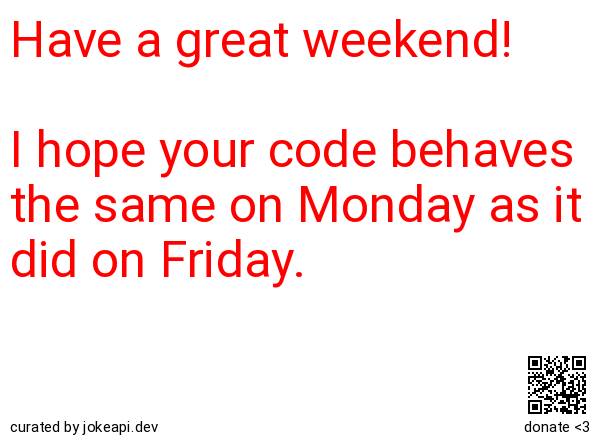 Have a great weekend!
I hope your code behaves
the same on Monday as it
did on Friday.
curated by jokeapi.dev
donate <3